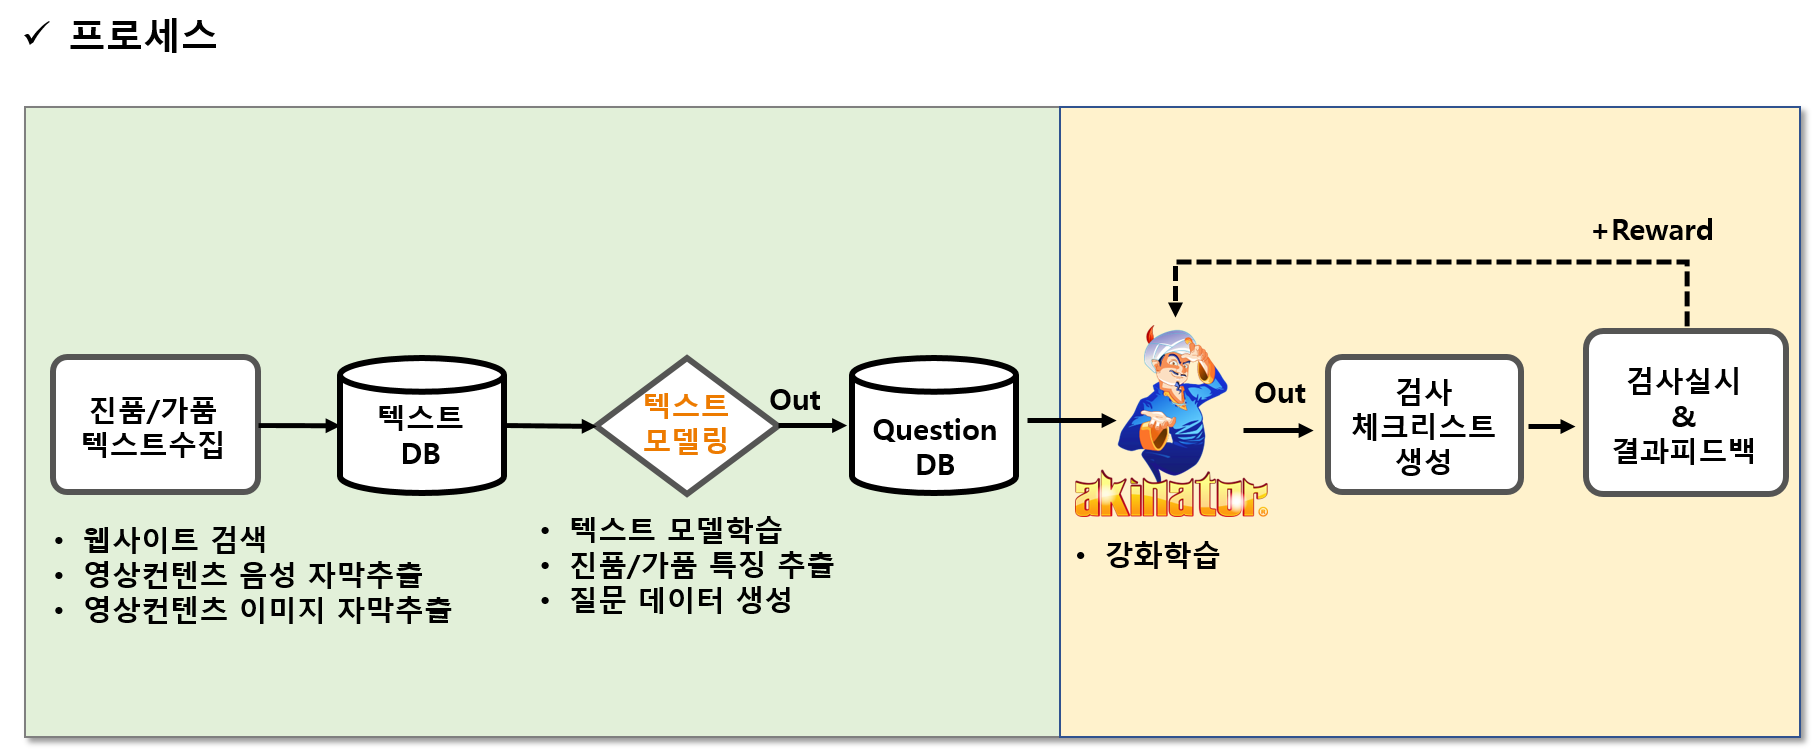 ✓ 프로세스
+Reward
진품/가품
텍스트수집
텍스트
DB
텍스트
모델링
Out
Question
DB
akinator®
Out
검사
체크리스트
생성
검사실시
&
결과피드백
• 웹사이트 검색
• 영상컨텐츠 음성 자막추출
• 영상컨텐츠 이미지 자막추출
• 텍스트 모델학습
• 진품/가품 특징 추출
• 질문 데이터 생성
• 강화학습